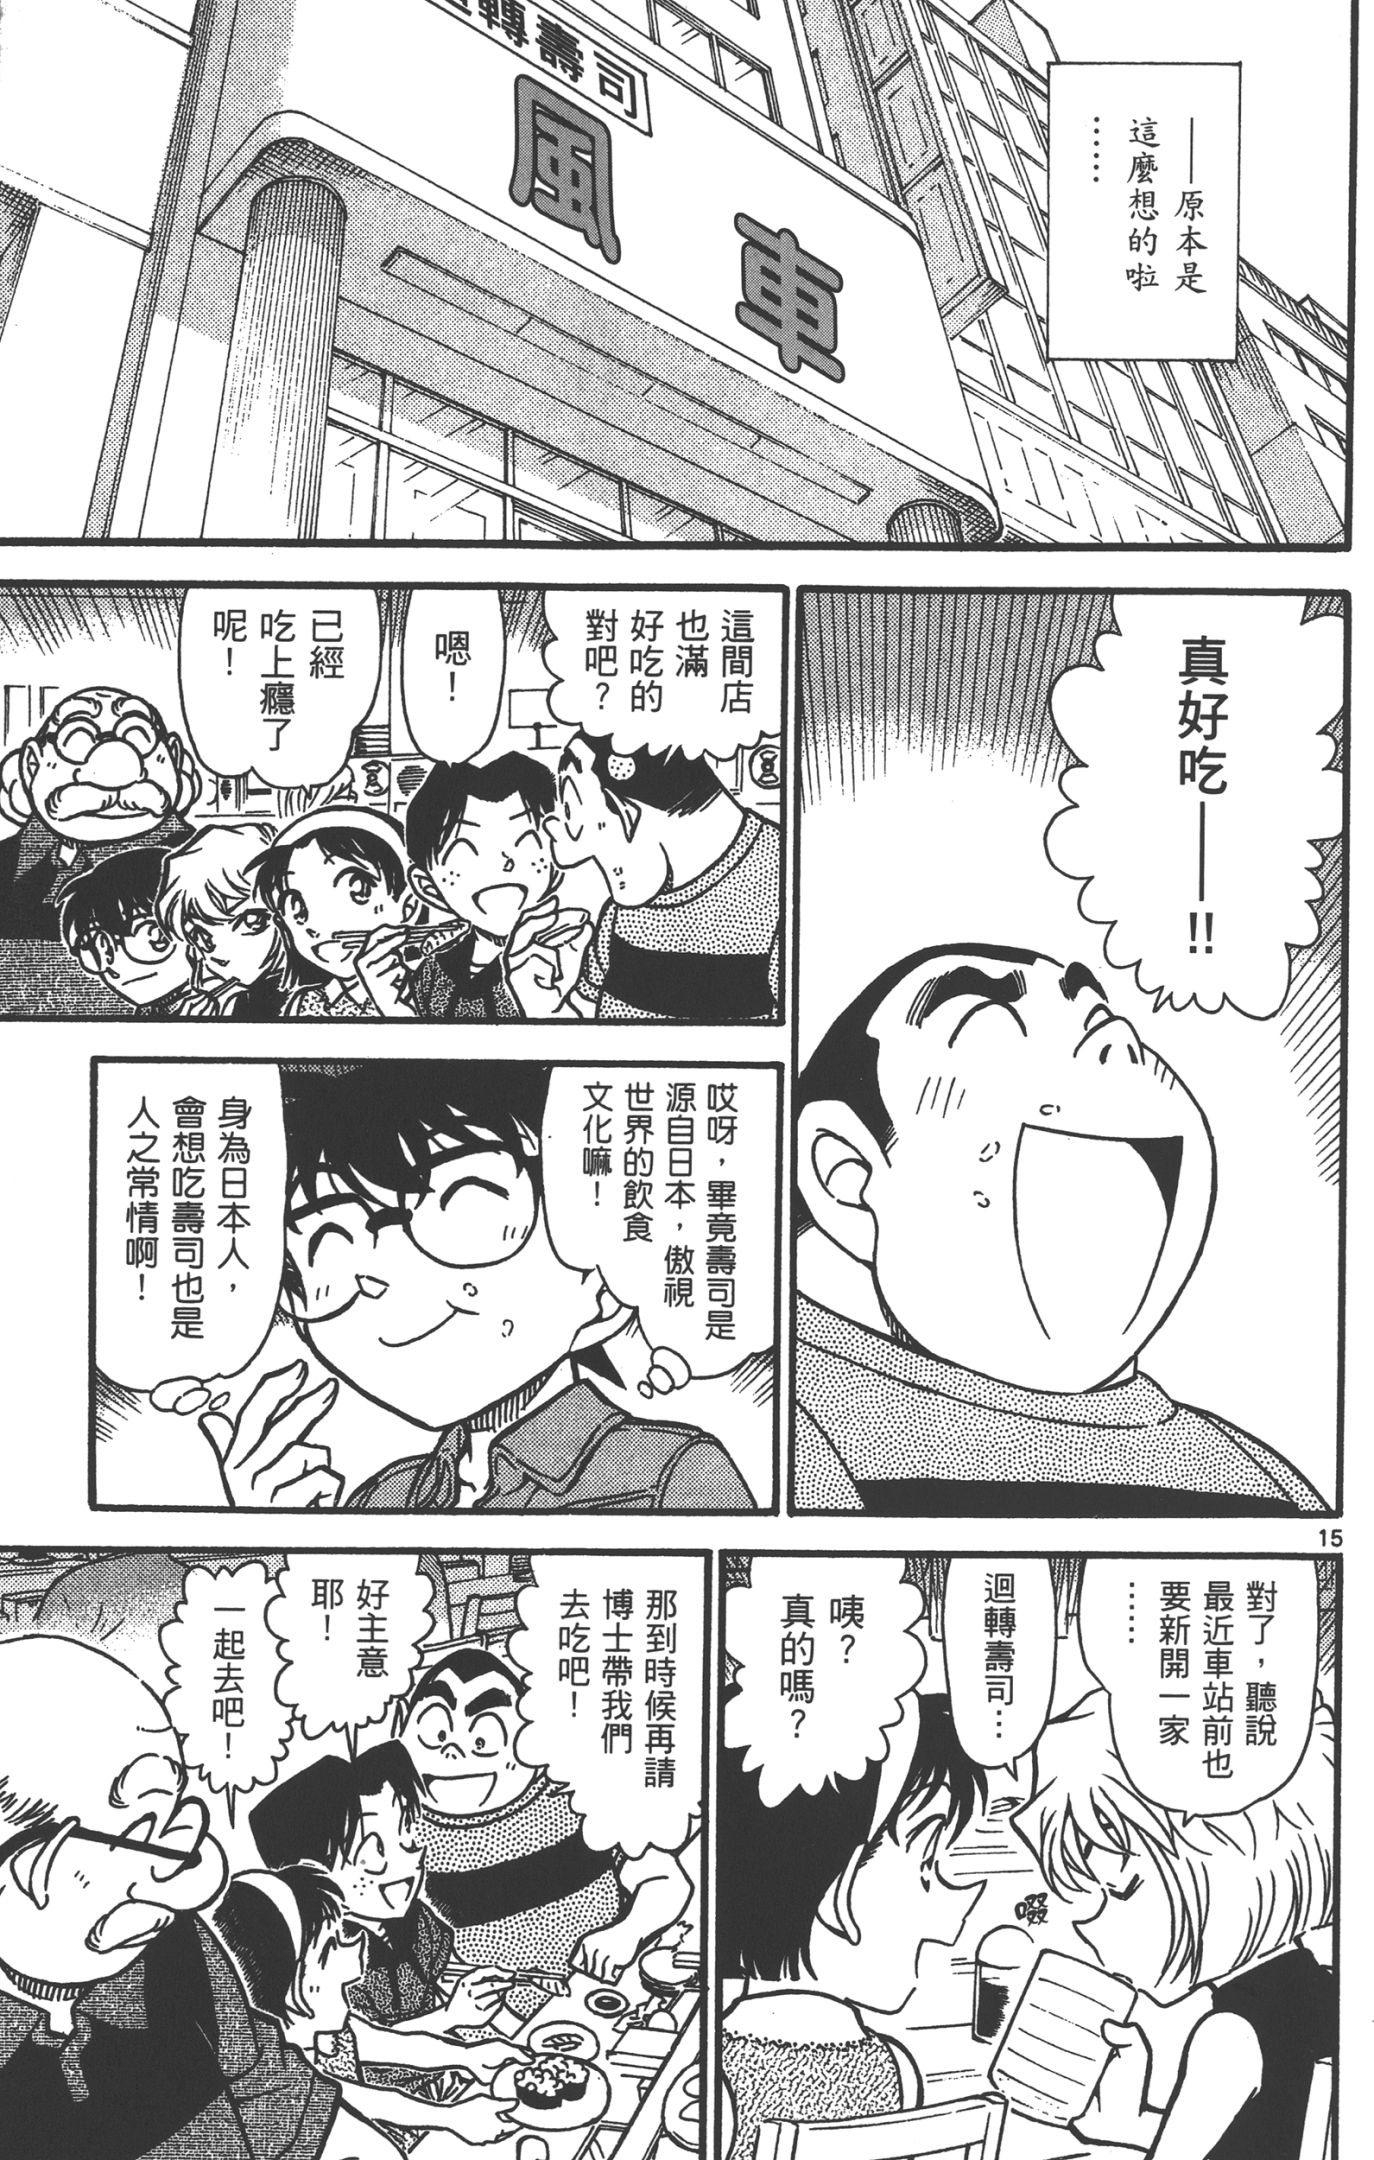 ——原本是
這麼想的啦
……
轉壽司
風車
真好吃——!!
這間店
也滿
好吃的
對吧？
嗯！
已經
吃上癮了
呢！
哎呀，畢竟壽司是
源自日本，傲視
世界的飲食
文化嘛！
身為日本人，
會想吃壽司也是
人之常情啊！
15
對了，聽說
最近車站前也
要新開一家
……
迴轉壽司…
咦？
真的嗎？
啜
那到時候再請
博士帶我們
去吃吧！
好主意
耶！
一起去吧！